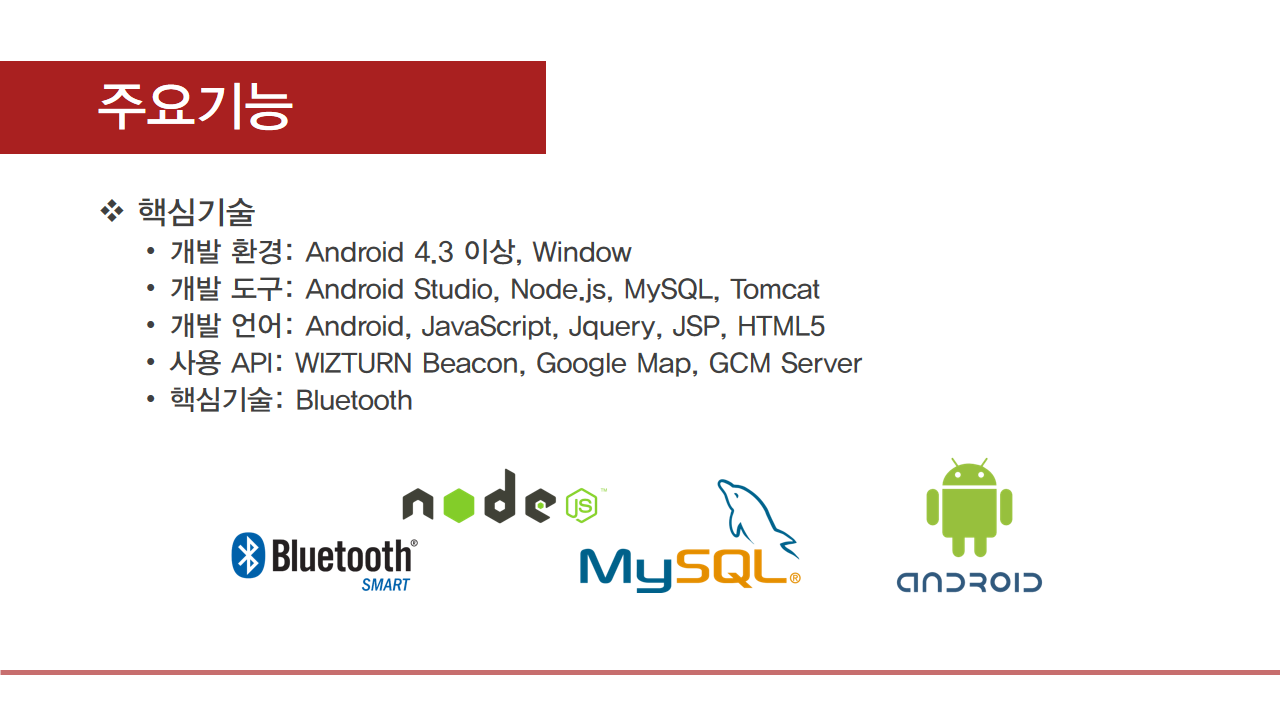 주요기능
❖ 핵심기술
• 개발 환경: Android 4.3 이상, Window
• 개발 도구: Android Studio, Node.js, MySQL, Tomcat
• 개발 언어: Android, JavaScript, Jquery, JSP, HTML5
• 사용 API: WIZTURN Beacon, Google Map, GCM Server
• 핵심기술: Bluetooth
node JS™
Bluetooth®
SMART
MySQL®
ANDROID